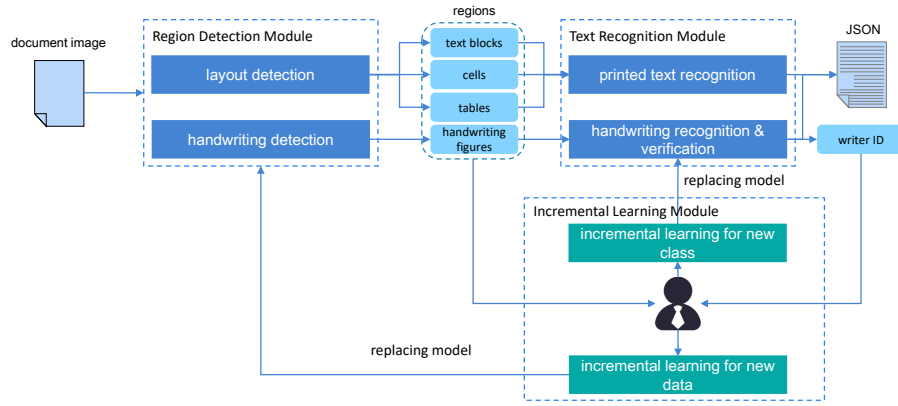 document image
Region Detection Module
layout detection
handwriting detection
regions
text blocks
cells
tables
handwriting
figures
Text Recognition Module
printed text recognition
handwriting recognition &
verification
JSON
writer ID
replacing model
Incremental Learning Module
incremental learning for new
class
replacing model
incremental learning for new
data